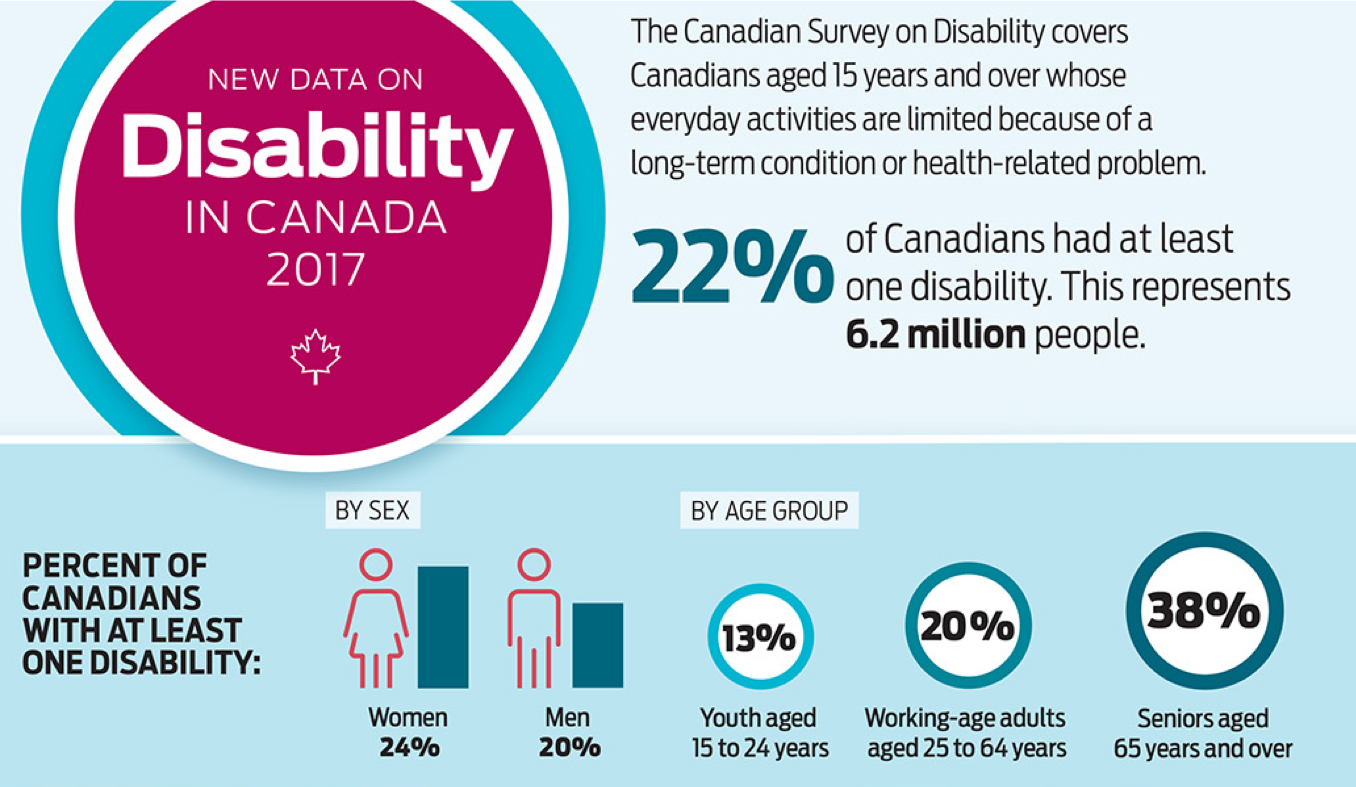 NEW DATA ON
Disability
IN CANADA
2017
The Canadian Survey on Disability covers
Canadians aged 15 years and over whose
everyday activities are limited because of a
long-term condition or health-related problem.
22%
of Canadians had at least
one disability. This represents
6.2 million people.
PERCENT OF
CANADIANS
WITH AT LEAST
ONE DISABILITY:
BY SEX
Women
24%
Men
20%
BY AGE GROUP
13%
Youth aged
15 to 24 years
20%
Working-age adults
aged 25 to 64 years
38%
Seniors aged
65 years and over